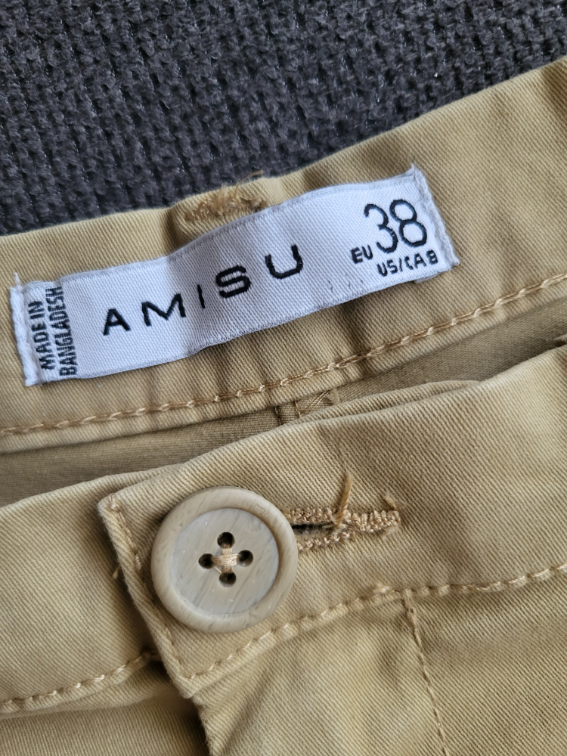 MADE IN
BANGLADESH
AMISU
EU 38
US/CA 8